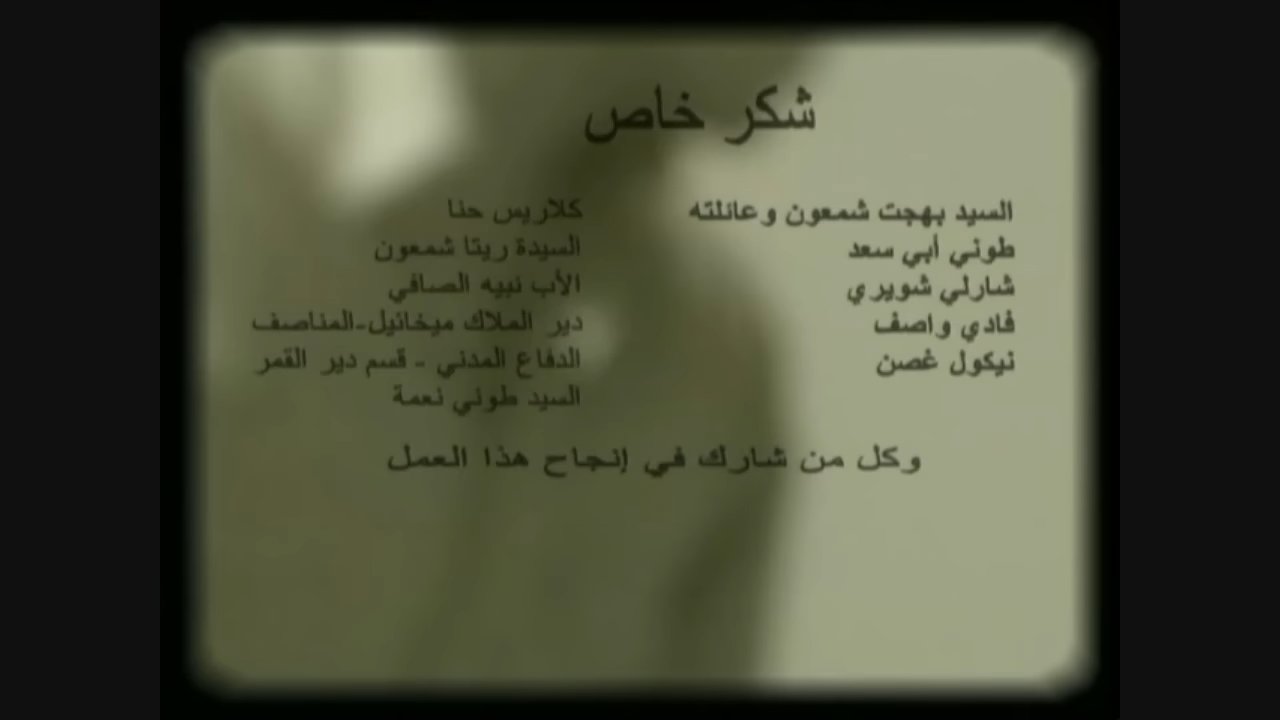 شكر خاص
السيد بهجت شمعون وعائلته
طوني أبي سعد
شارلي شويري
فادي واصف
نيكول غصن
كلاريس حنا
السيدة ريتا شمعون
الأب نبيه الصافي
دير الملاك ميخائيل-المناصف
الدفاع المدني - قسم دير القمر
السيد طوني نعمة
وكل من شارك في إنجاح هذا العمل